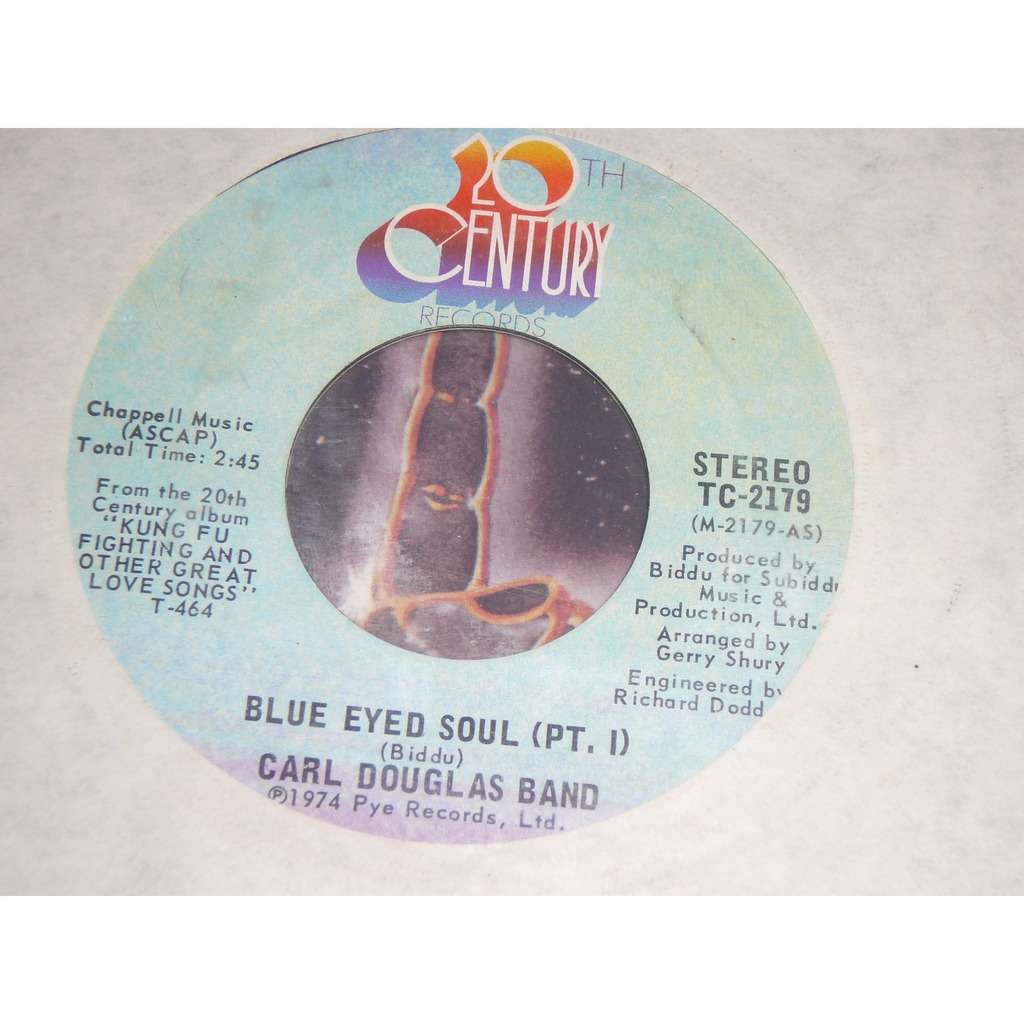 20TH
CENTURY
RECORDS
Chappell Music
(ASCAP)
Total Time: 2:45
From the 20th
Century album
"KUNG FU
FIGHTING AND
OTHER GREAT
LOVE SONGS"
T-464
STEREO
TC-2179
(M-2179-AS)
Produced by
Biddu for Subiddu
Music &
Production, Ltd.
Arranged by
Gerry Shury
Engineered by
Richard Dodd
BLUE EYED SOUL (PT. I)
(Biddu)
CARL DOUGLAS BAND
℗1974 Pye Records, Ltd.